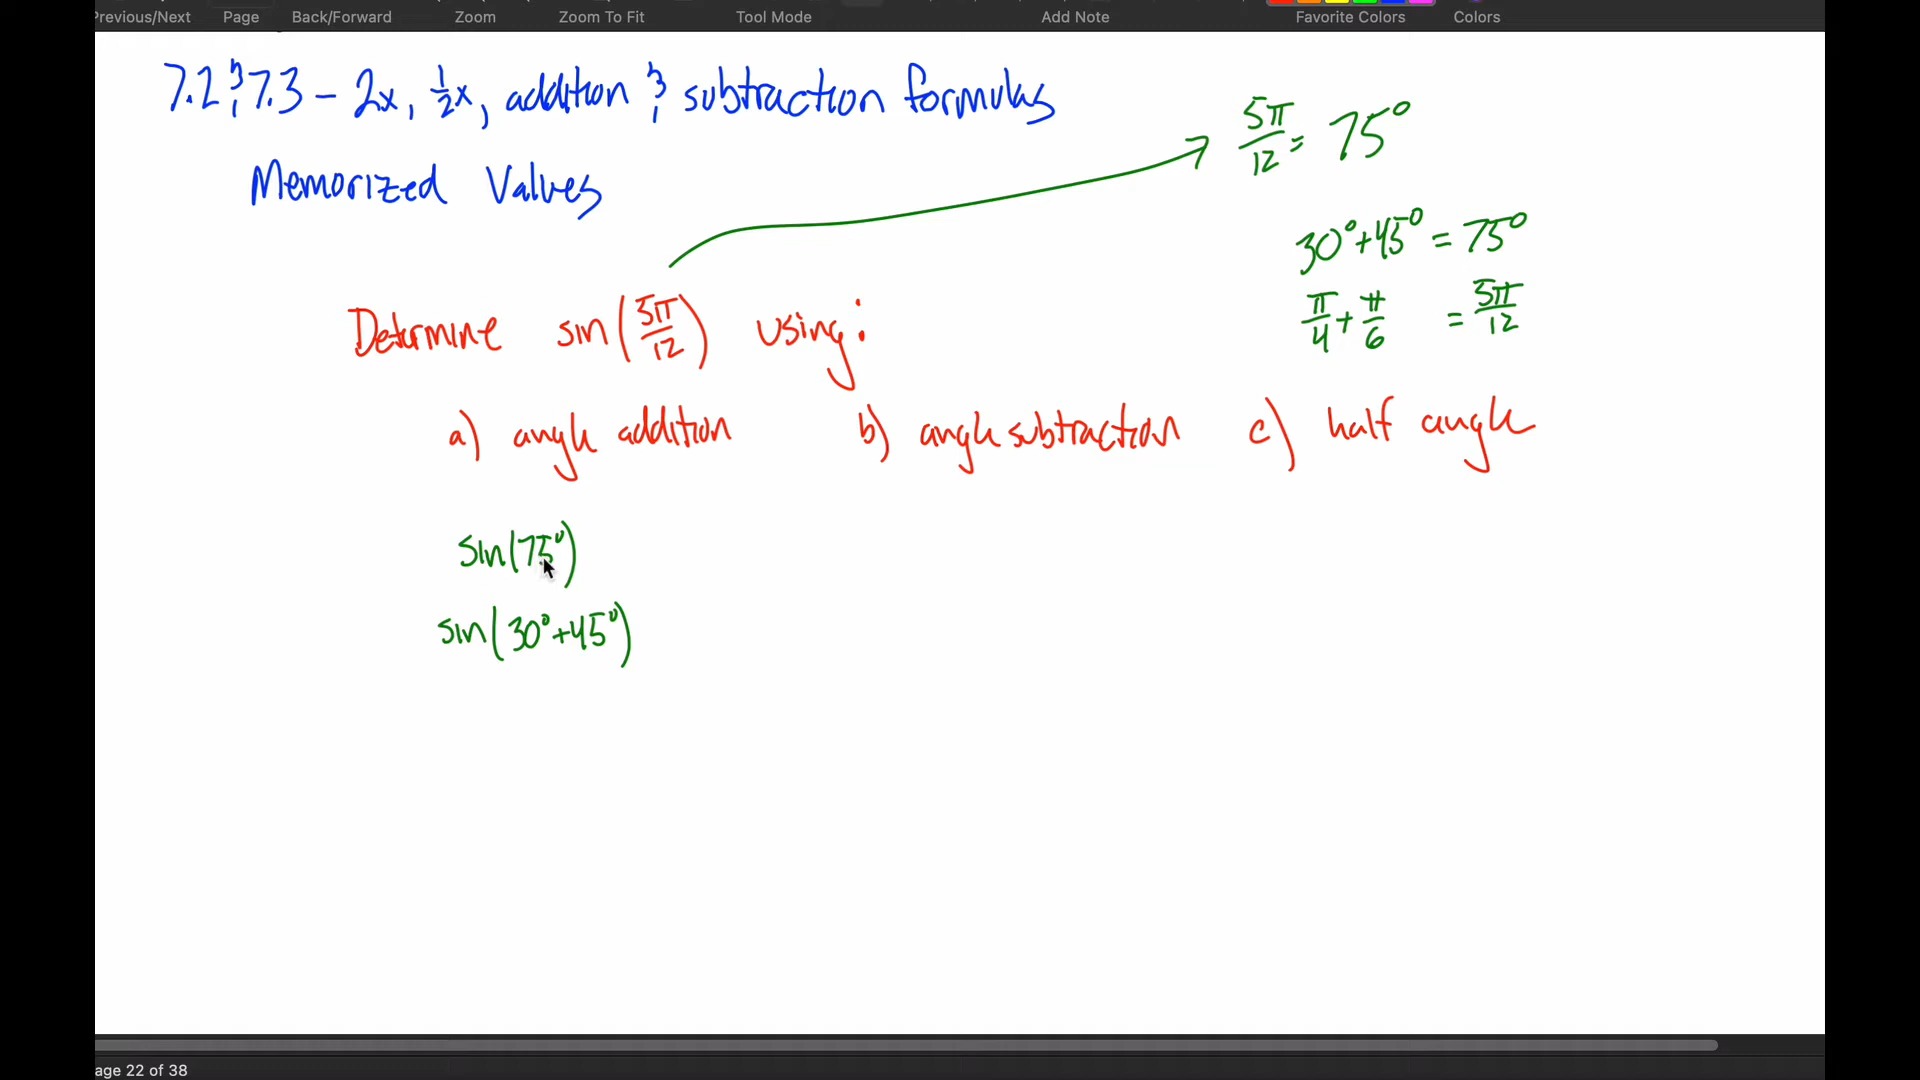 Previous/Next Page Back/Forward Zoom Zoom To Fit Tool Mode Add Note Favorite Colors Colors
7.2 & 7.3 – 2x, ½x, addition & subtraction formulas
5π/12 = 75°
Memorized Values
30° + 45° = 75°
π/4 + π/6 = 5π/12
Determine sin(5π/12) using:
a) angle addition b) angle subtraction c) half angle
sin(75°)
sin(30° + 45°)
age 22 of 38